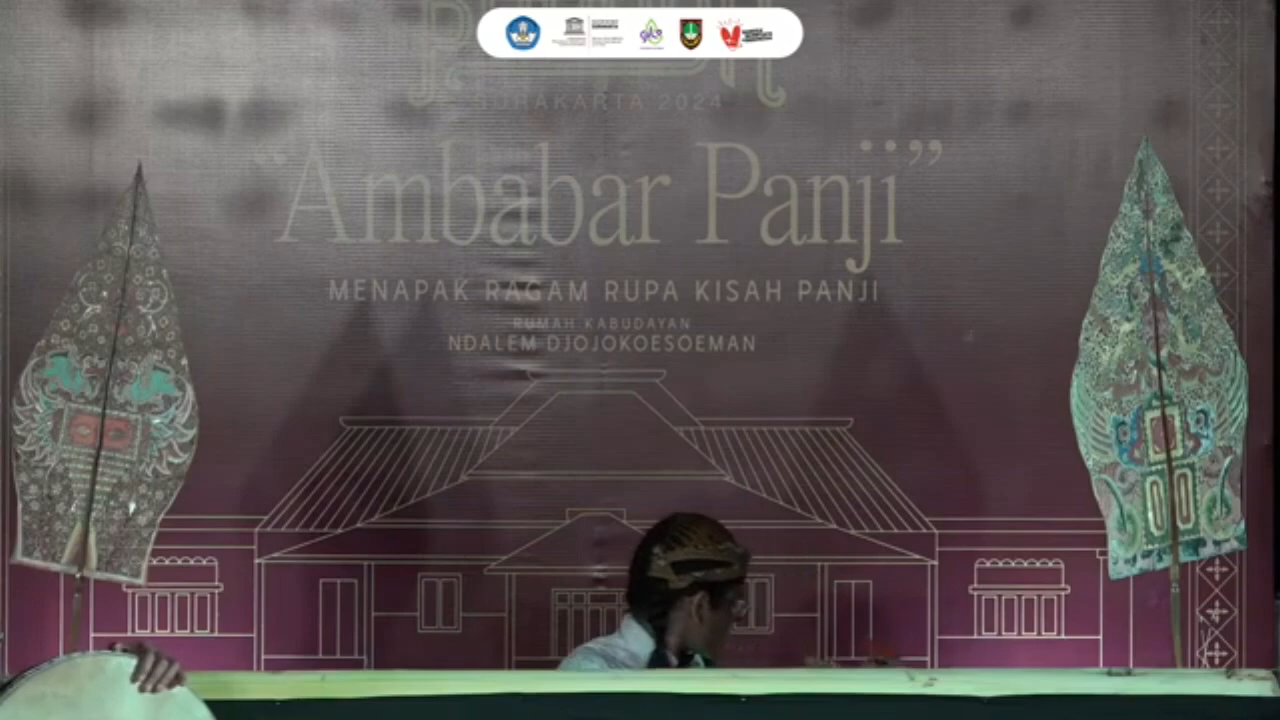 SURAKARTA 2024
“Ambabar Panji”
MENAPAK RAGAM RUPA KISAH PANJI
RUMAH KABUDAYAN
NDALEM DJOJOKOESOEMAN